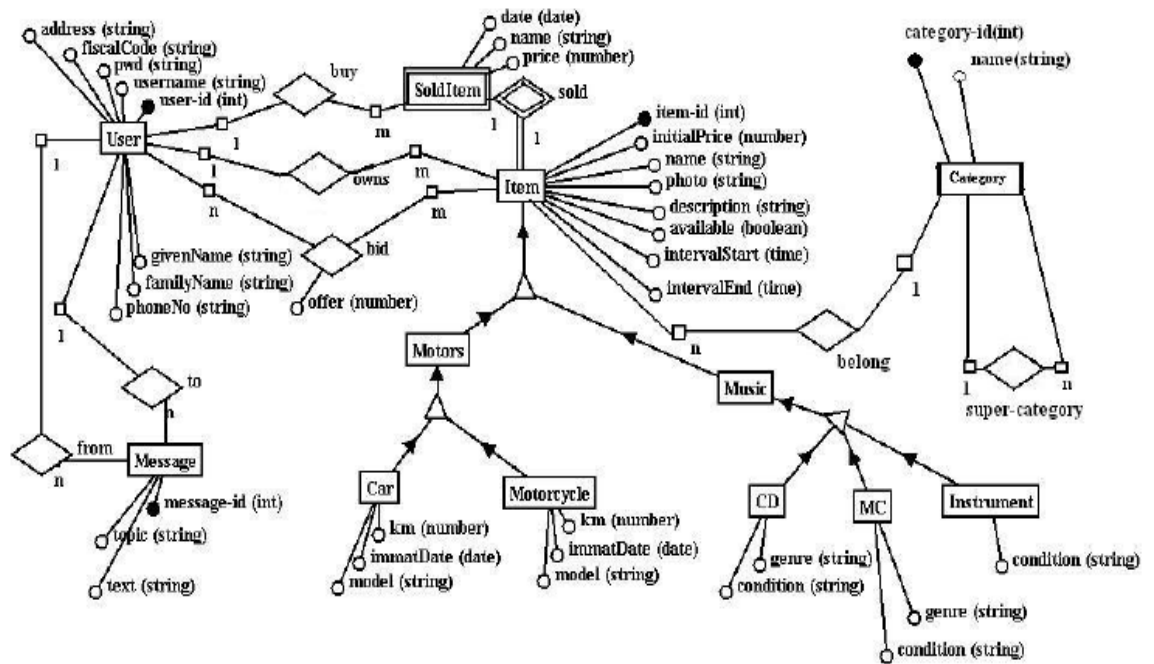 address (string)
fiscalCode (string)
pwd (string)
username (string)
user-id (int)
User
givenName (string)
familyName (string)
phoneNo (string)
buy
1
m
SoldItem
date (date)
name (string)
price (number)
sold
1
1
owns
1
m
bid
n
m
offer (number)
Item
item-id (int)
initialPrice (number)
name (string)
photo (string)
description (string)
available (boolean)
intervalStart (time)
intervalEnd (time)
category-id(int)
name(string)
Category
belong
n
1
super-category
1
n
1
1
to
n
from
n
Message
message-id (int)
topic (string)
text (string)
Motors
Music
Car
km (number)
immatDate (date)
model (string)
Motorcycle
km (number)
immatDate (date)
model (string)
CD
genre (string)
condition (string)
MC
genre (string)
condition (string)
Instrument
condition (string)